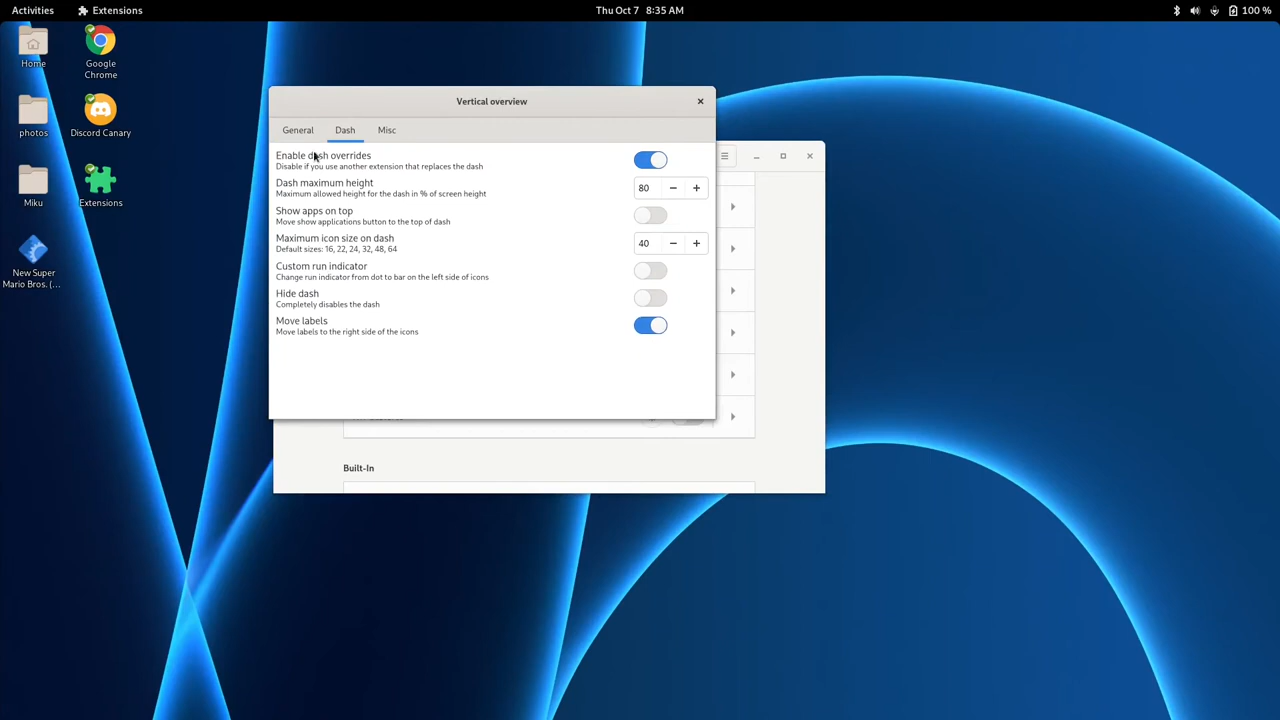 Activities
Extensions
Thu Oct 7 8:35 AM
100 %
Home
Google
Chrome
photos
Discord Canary
Miku
Extensions
New Super
Mario Bros. (...
Vertical overview
General
Dash
Misc
Enable dash overrides
Disable if you use another extension that replaces the dash
Dash maximum height
Maximum allowed height for the dash in % of screen height
80
Show apps on top
Move show applications button to the top of dash
Maximum icon size on dash
Default sizes: 16, 22, 24, 32, 48, 64
40
Custom run indicator
Change run indicator from dot to bar on the left side of icons
Hide dash
Completely disables the dash
Move labels
Move labels to the right side of the icons
Built-In